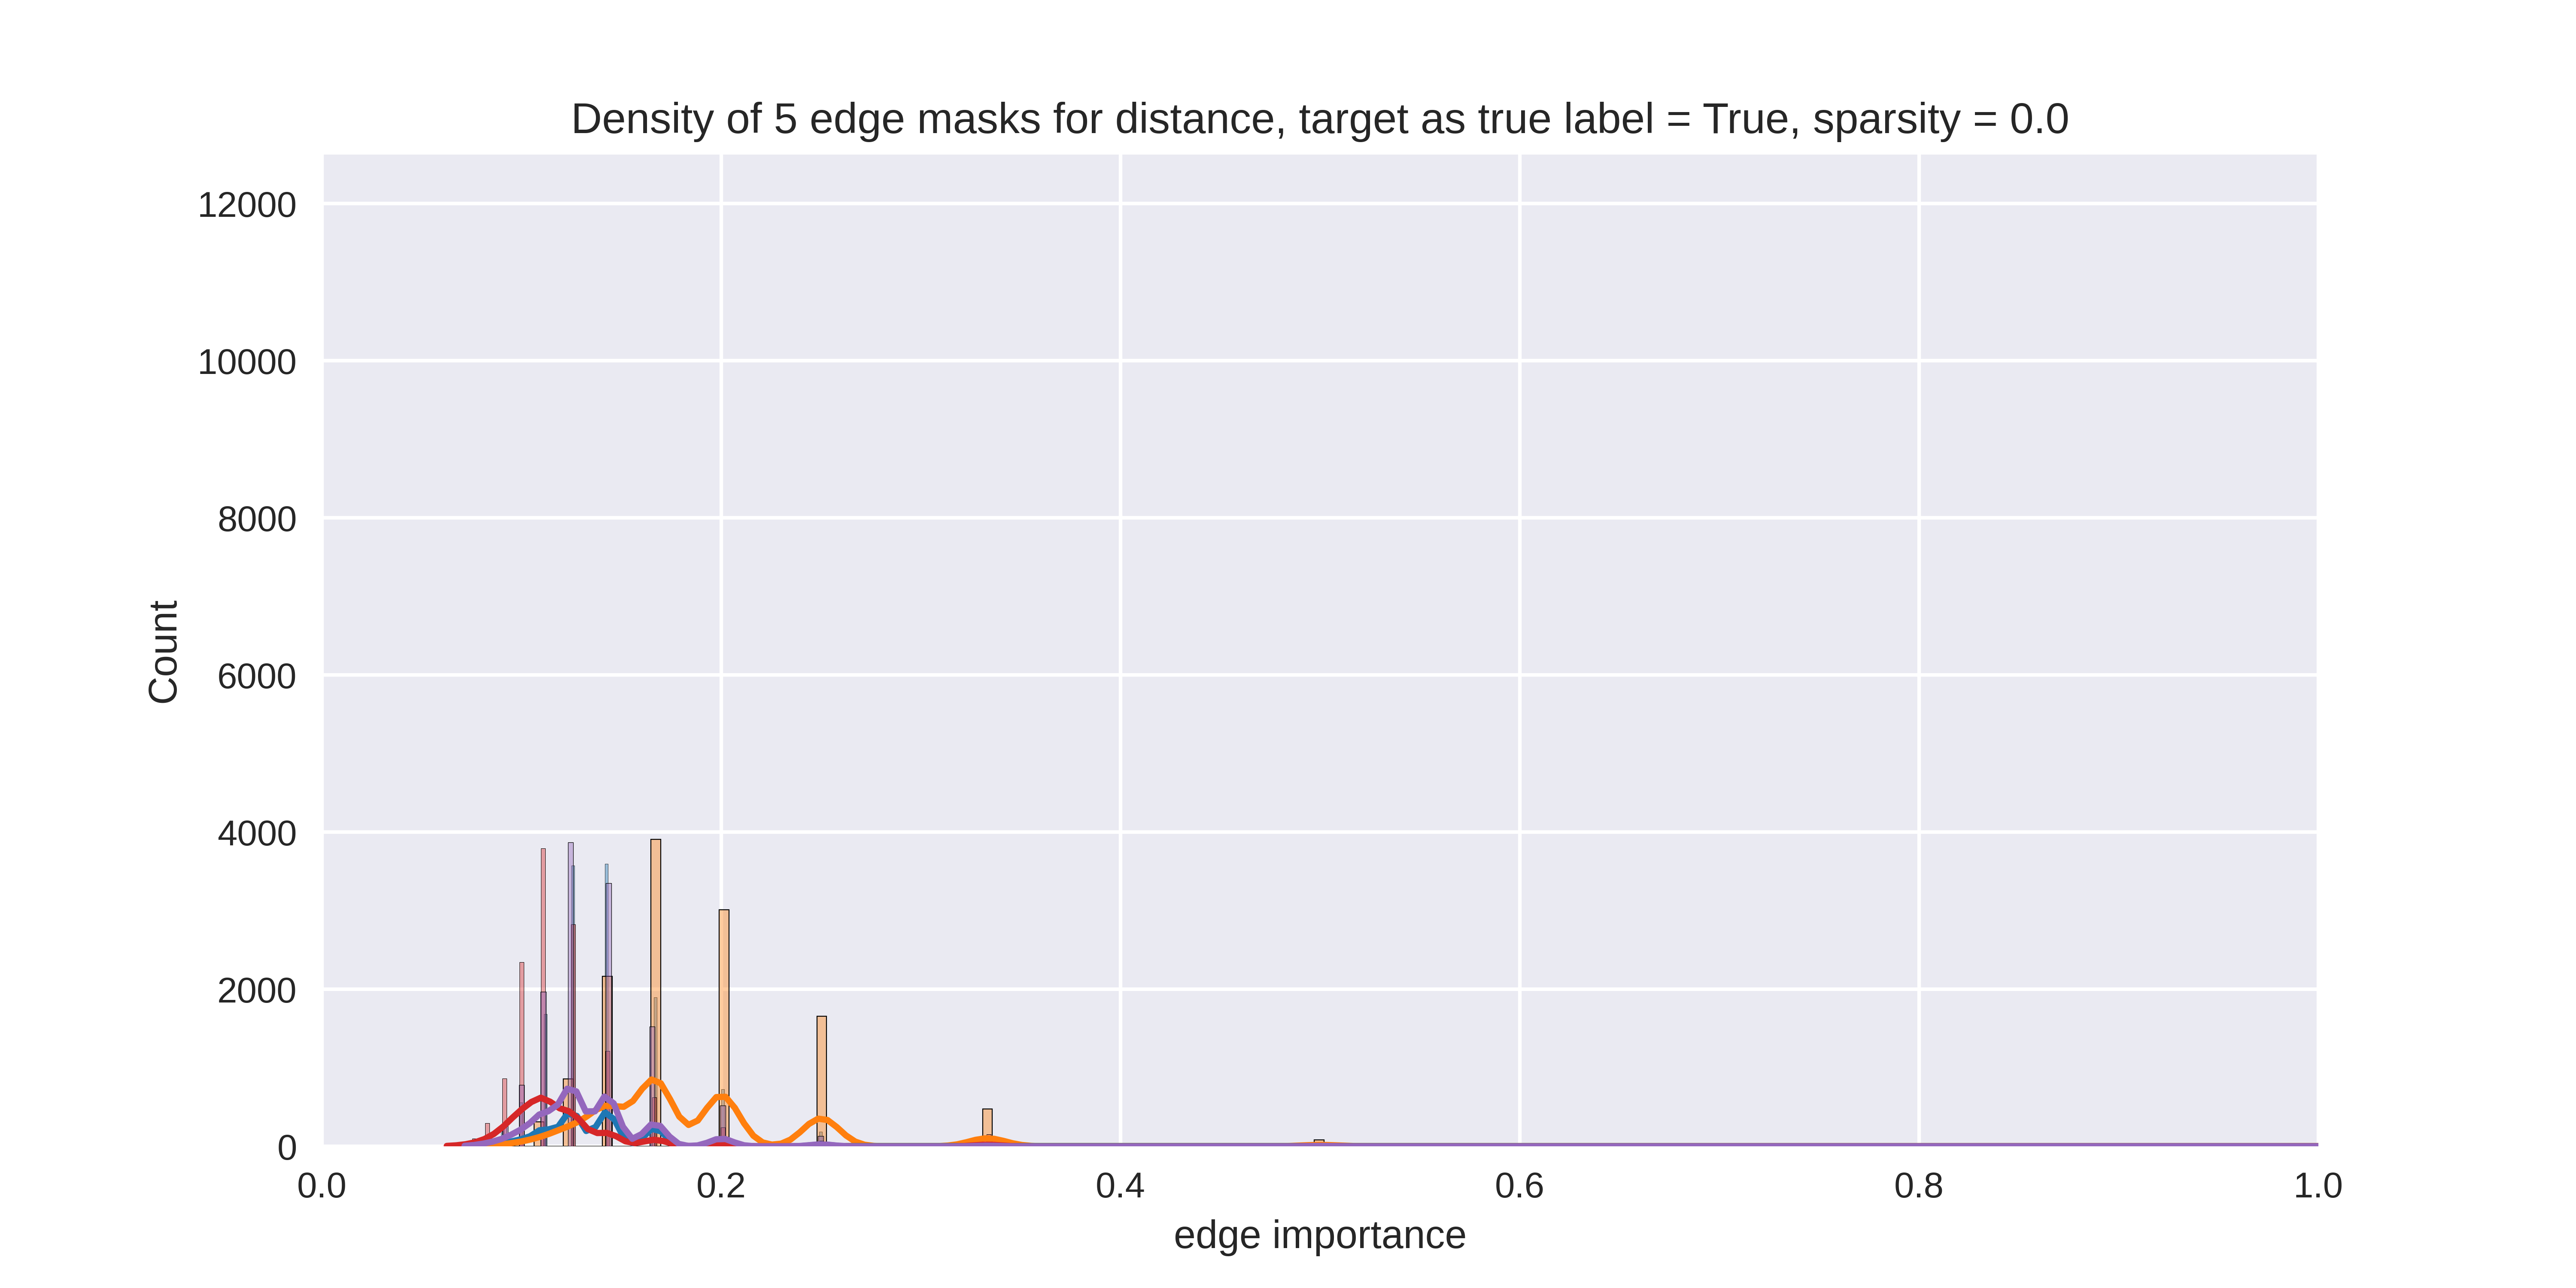 Density of 5 edge masks for distance, target as true label = True, sparsity = 0.0
12000
10000
8000
6000
4000
2000
0
Count
0.0 0.2 0.4 0.6 0.8 1.0
edge importance